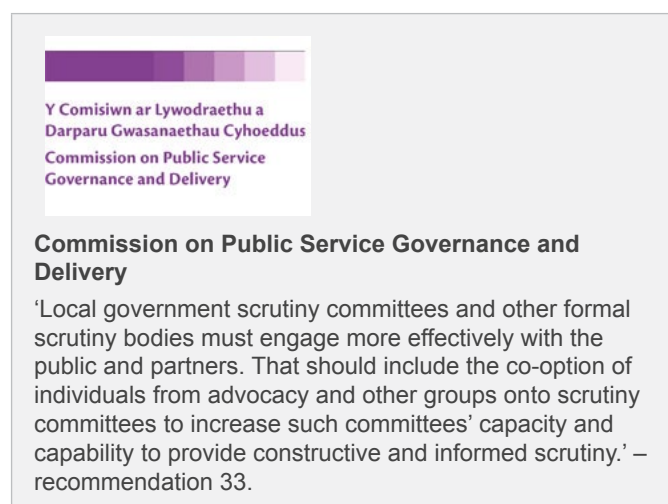 Y Comisiwn ar Lywodraethu a
Darparu Gwasanaethau Cyhoeddus
Commission on Public Service
Governance and Delivery
Commission on Public Service Governance and
Delivery
‘Local government scrutiny committees and other formal
scrutiny bodies must engage more effectively with the
public and partners. That should include the co-option of
individuals from advocacy and other groups onto scrutiny
committees to increase such committees’ capacity and
capability to provide constructive and informed scrutiny.’ –
recommendation 33.